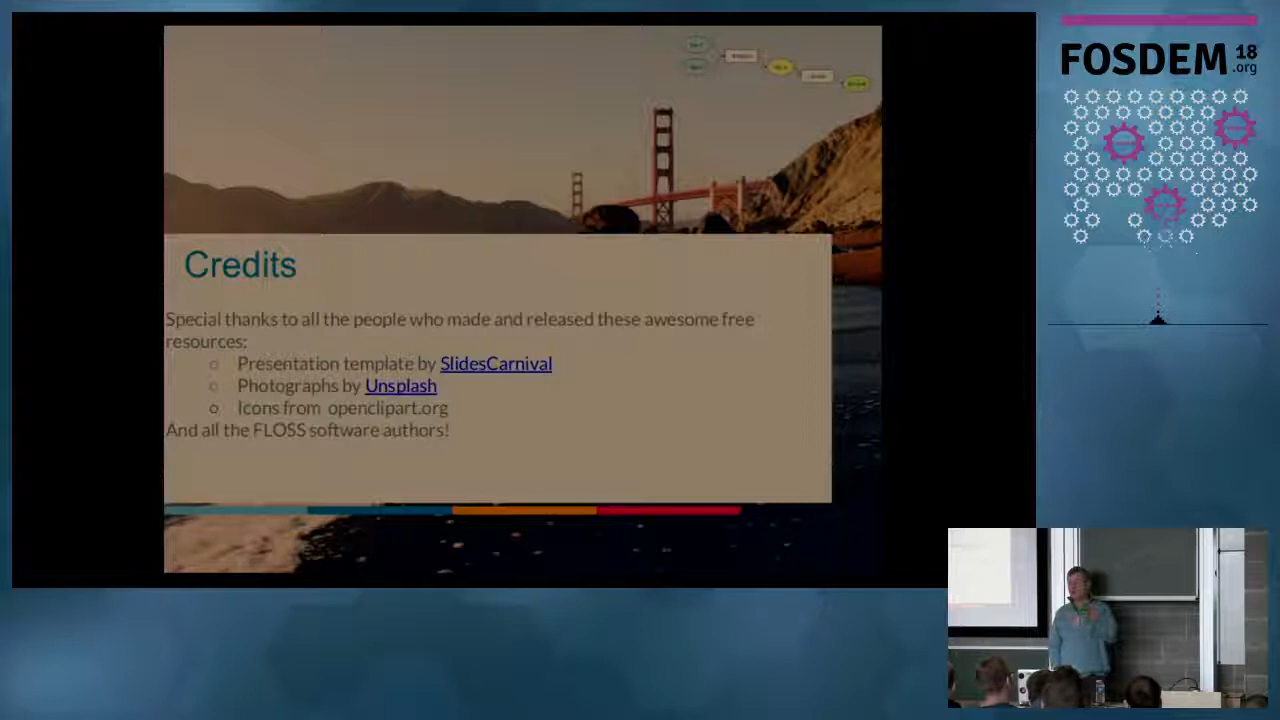 FOSDEM 18
.org
Credits
Special thanks to all the people who made and released these awesome free
resources:
Presentation template by SlidesCarnival
Photographs by Unsplash
Icons from openclipart.org
And all the FLOSS software authors!